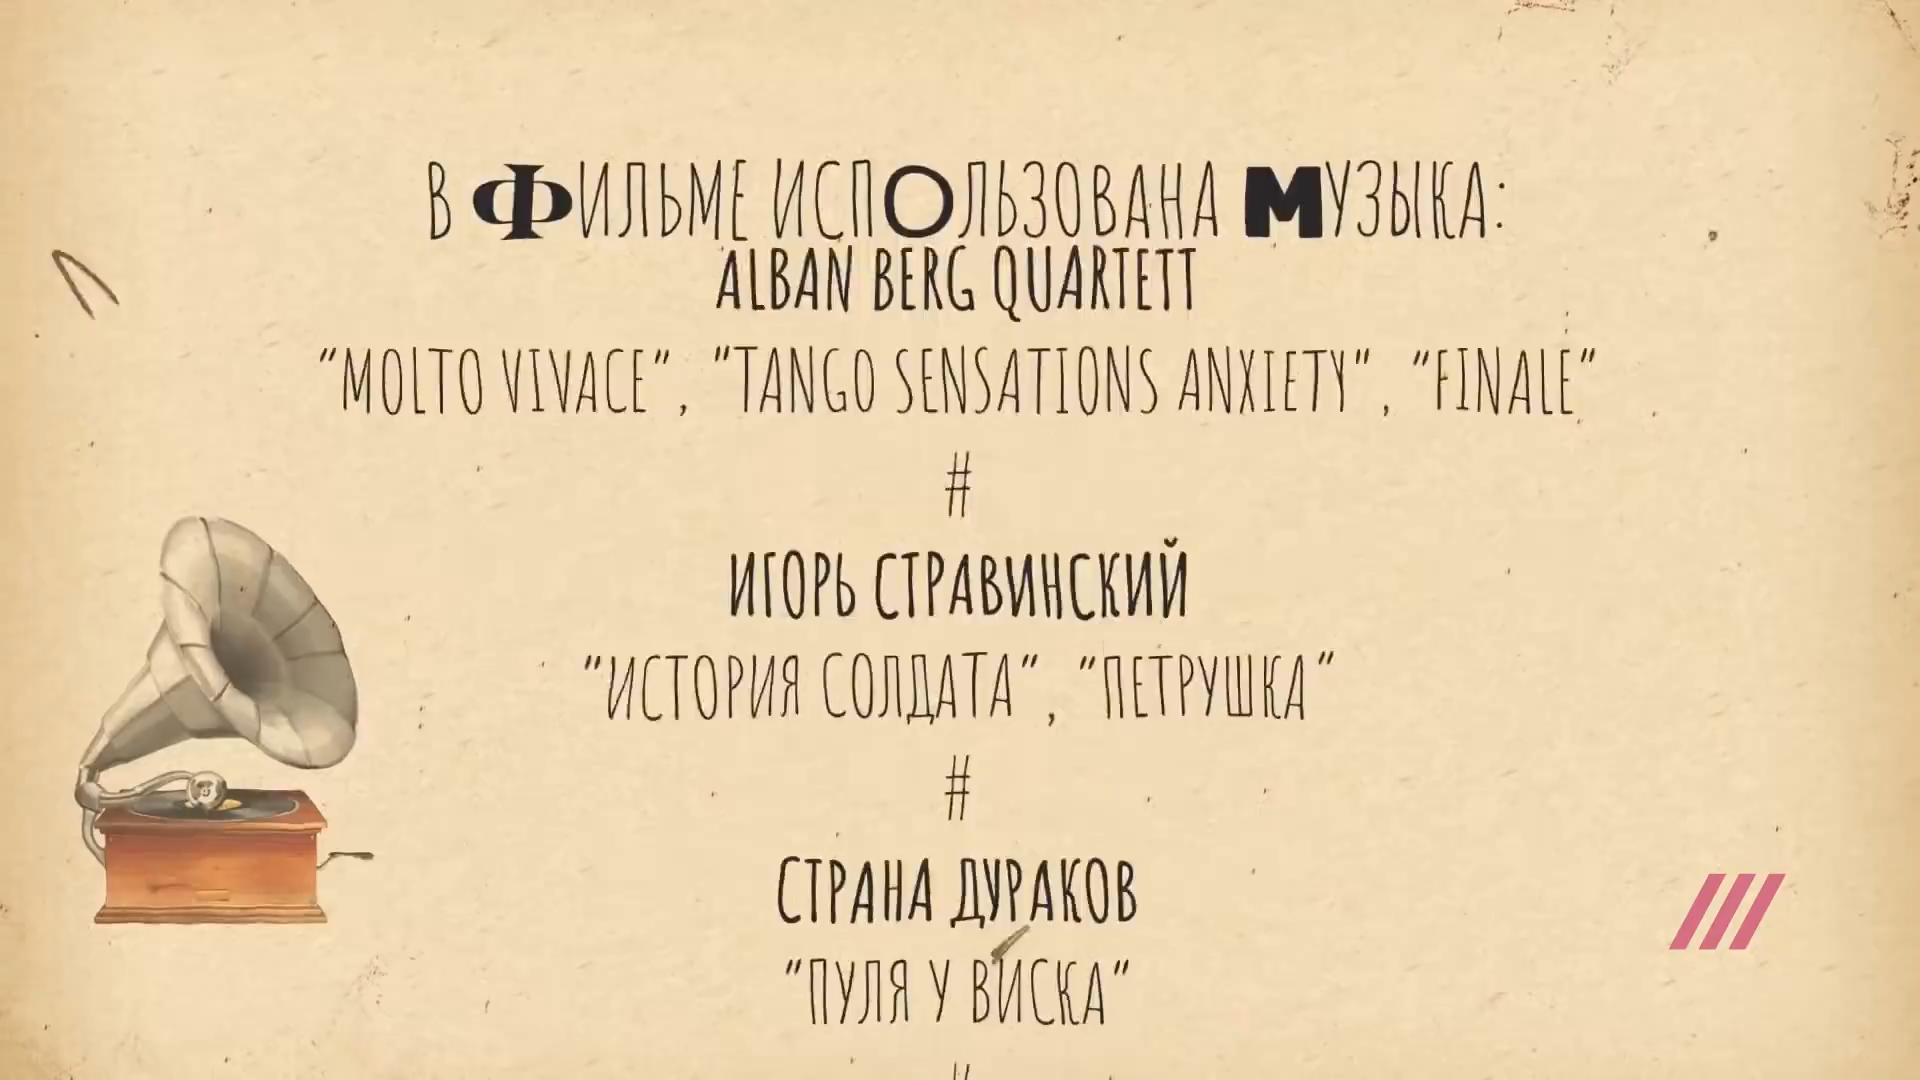 В ФИЛЬМЕ ИСПОЛЬЗОВАНА МУЗЫКА:
ALBAN BERG QUARTETT
"MOLTO VIVACE", "TANGO SENSATIONS ANXIETY", "FINALE"
#
ИГОРЬ СТРАВИНСКИЙ
"ИСТОРИЯ СОЛДАТА", "ПЕТРУШКА"
#
СТРАНА ДУРАКОВ
"ПУЛЯ У ВИСКА"
#